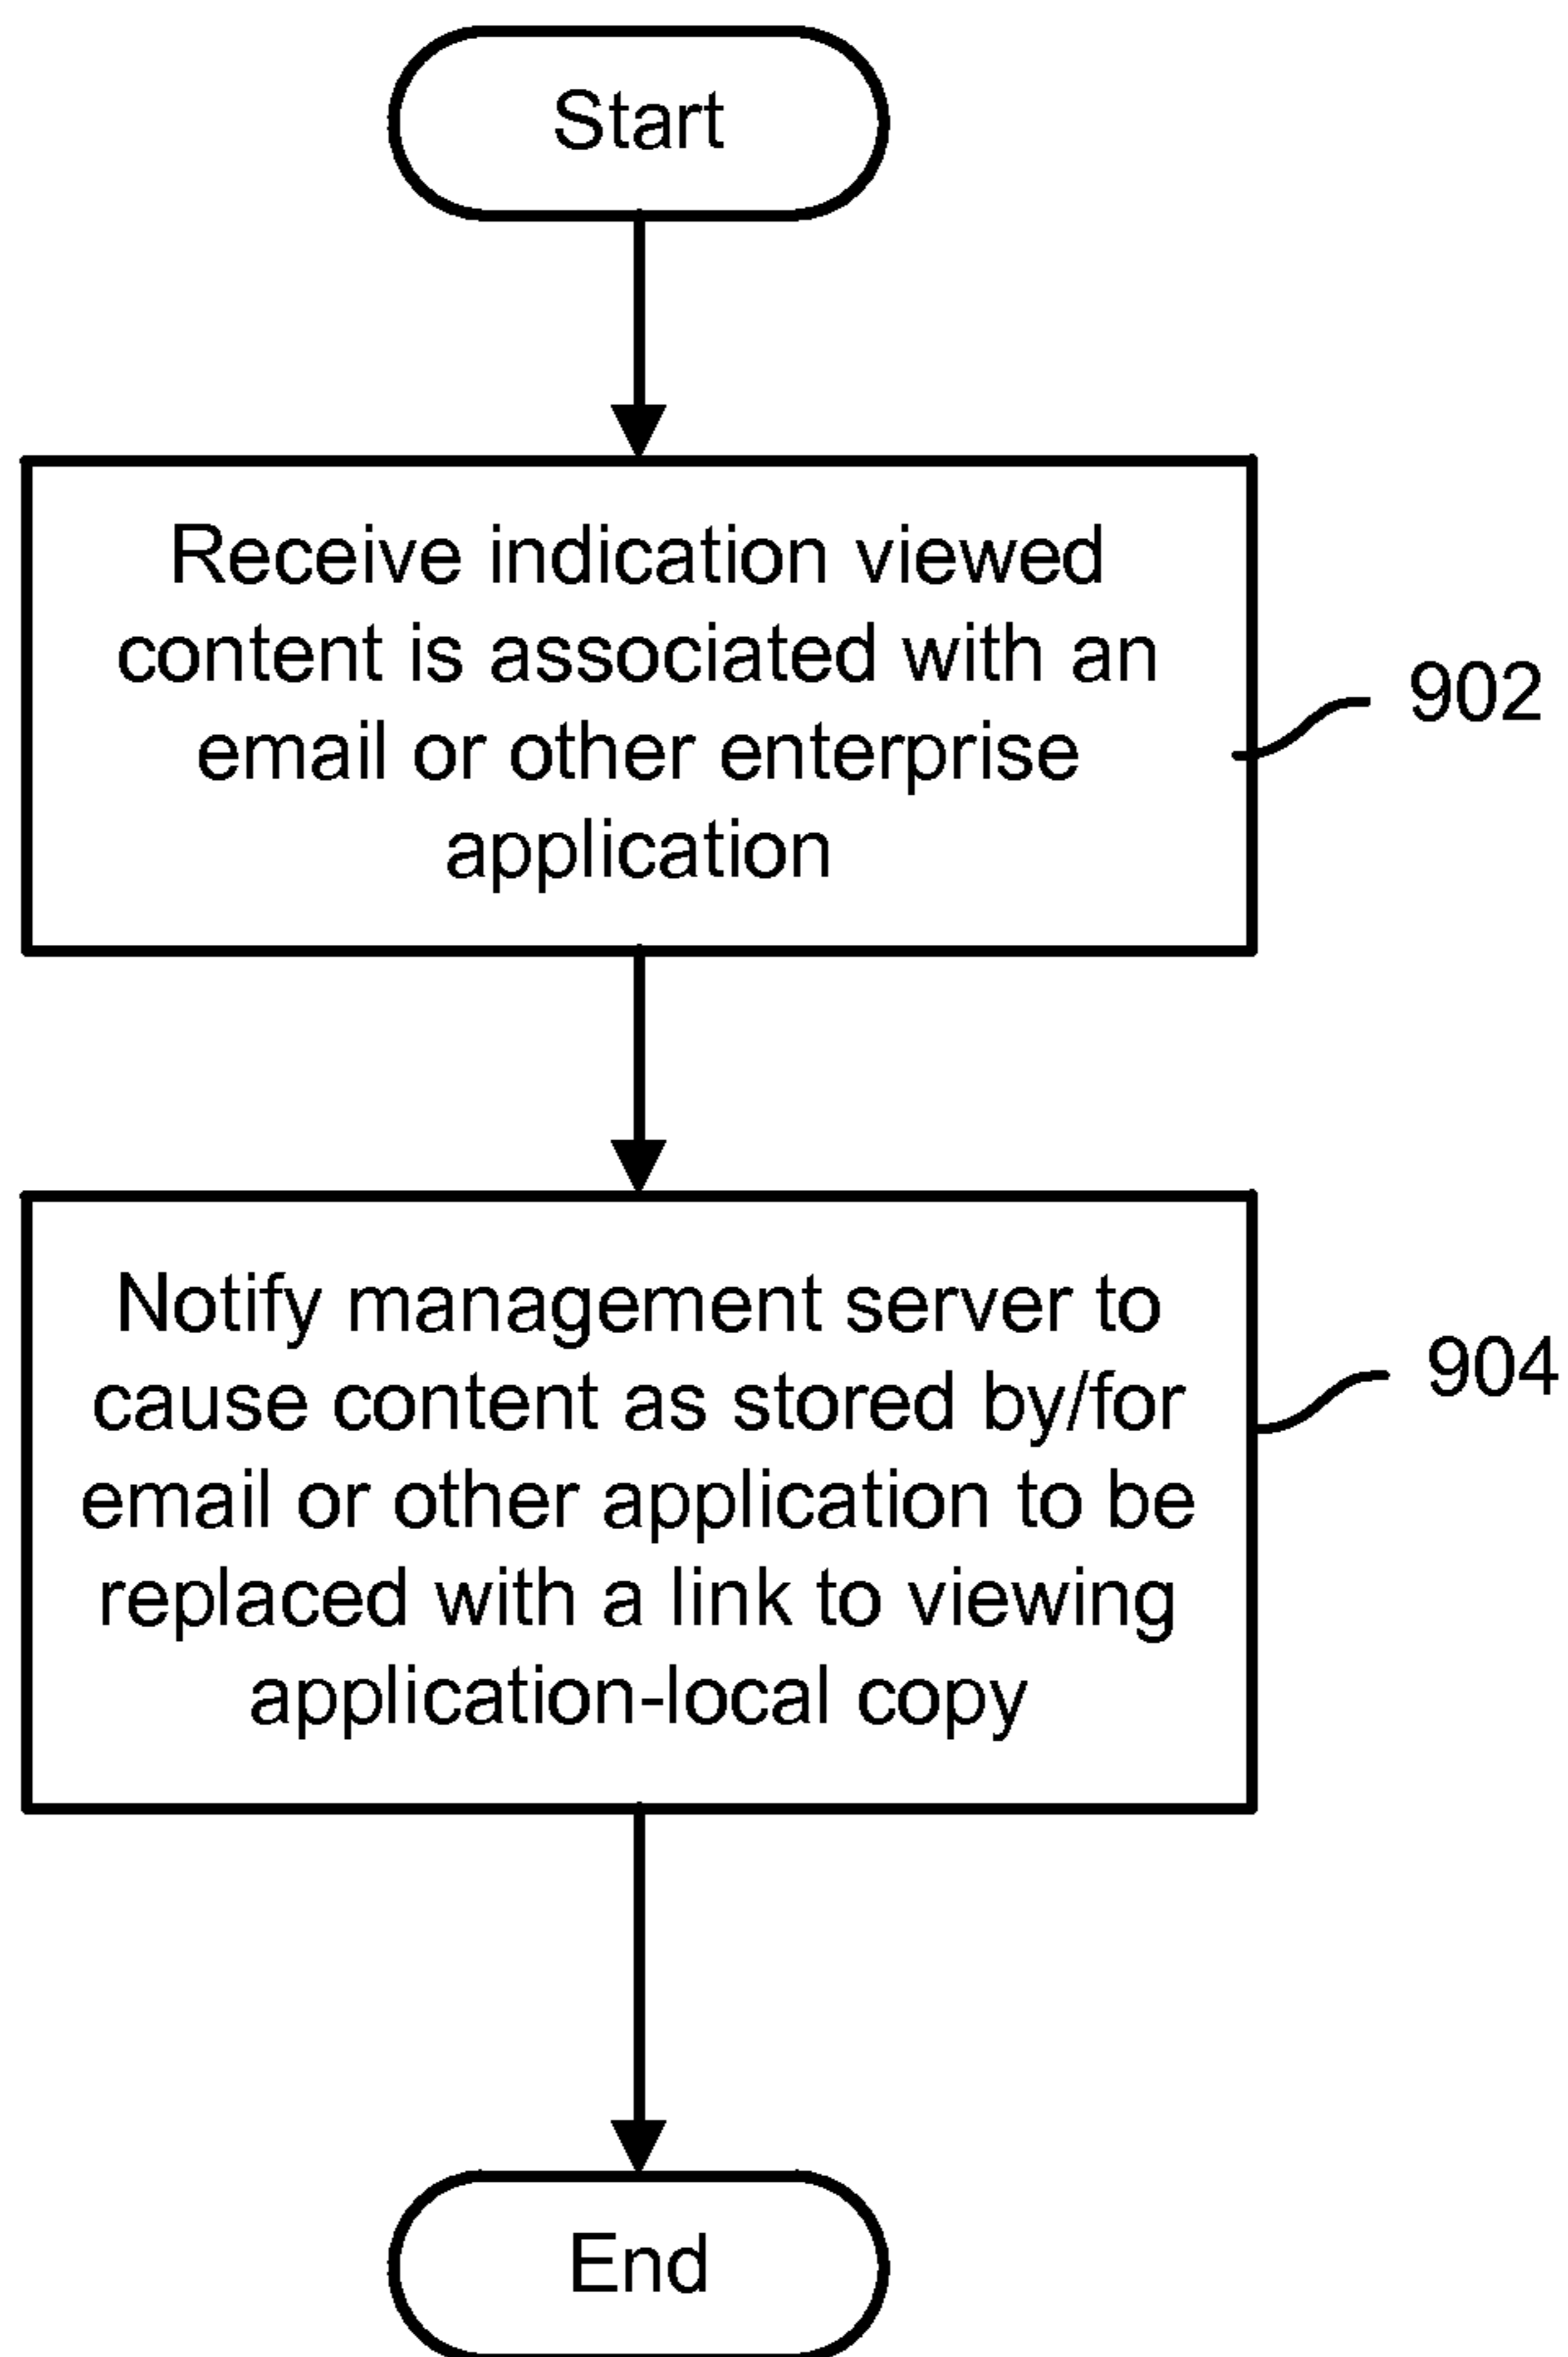 Start
Receive indication viewed
content is associated with an
email or other enterprise
application
902
Notify management server to
cause content as stored by/for
email or other application to be
replaced with a link to viewing
application-local copy
904
End